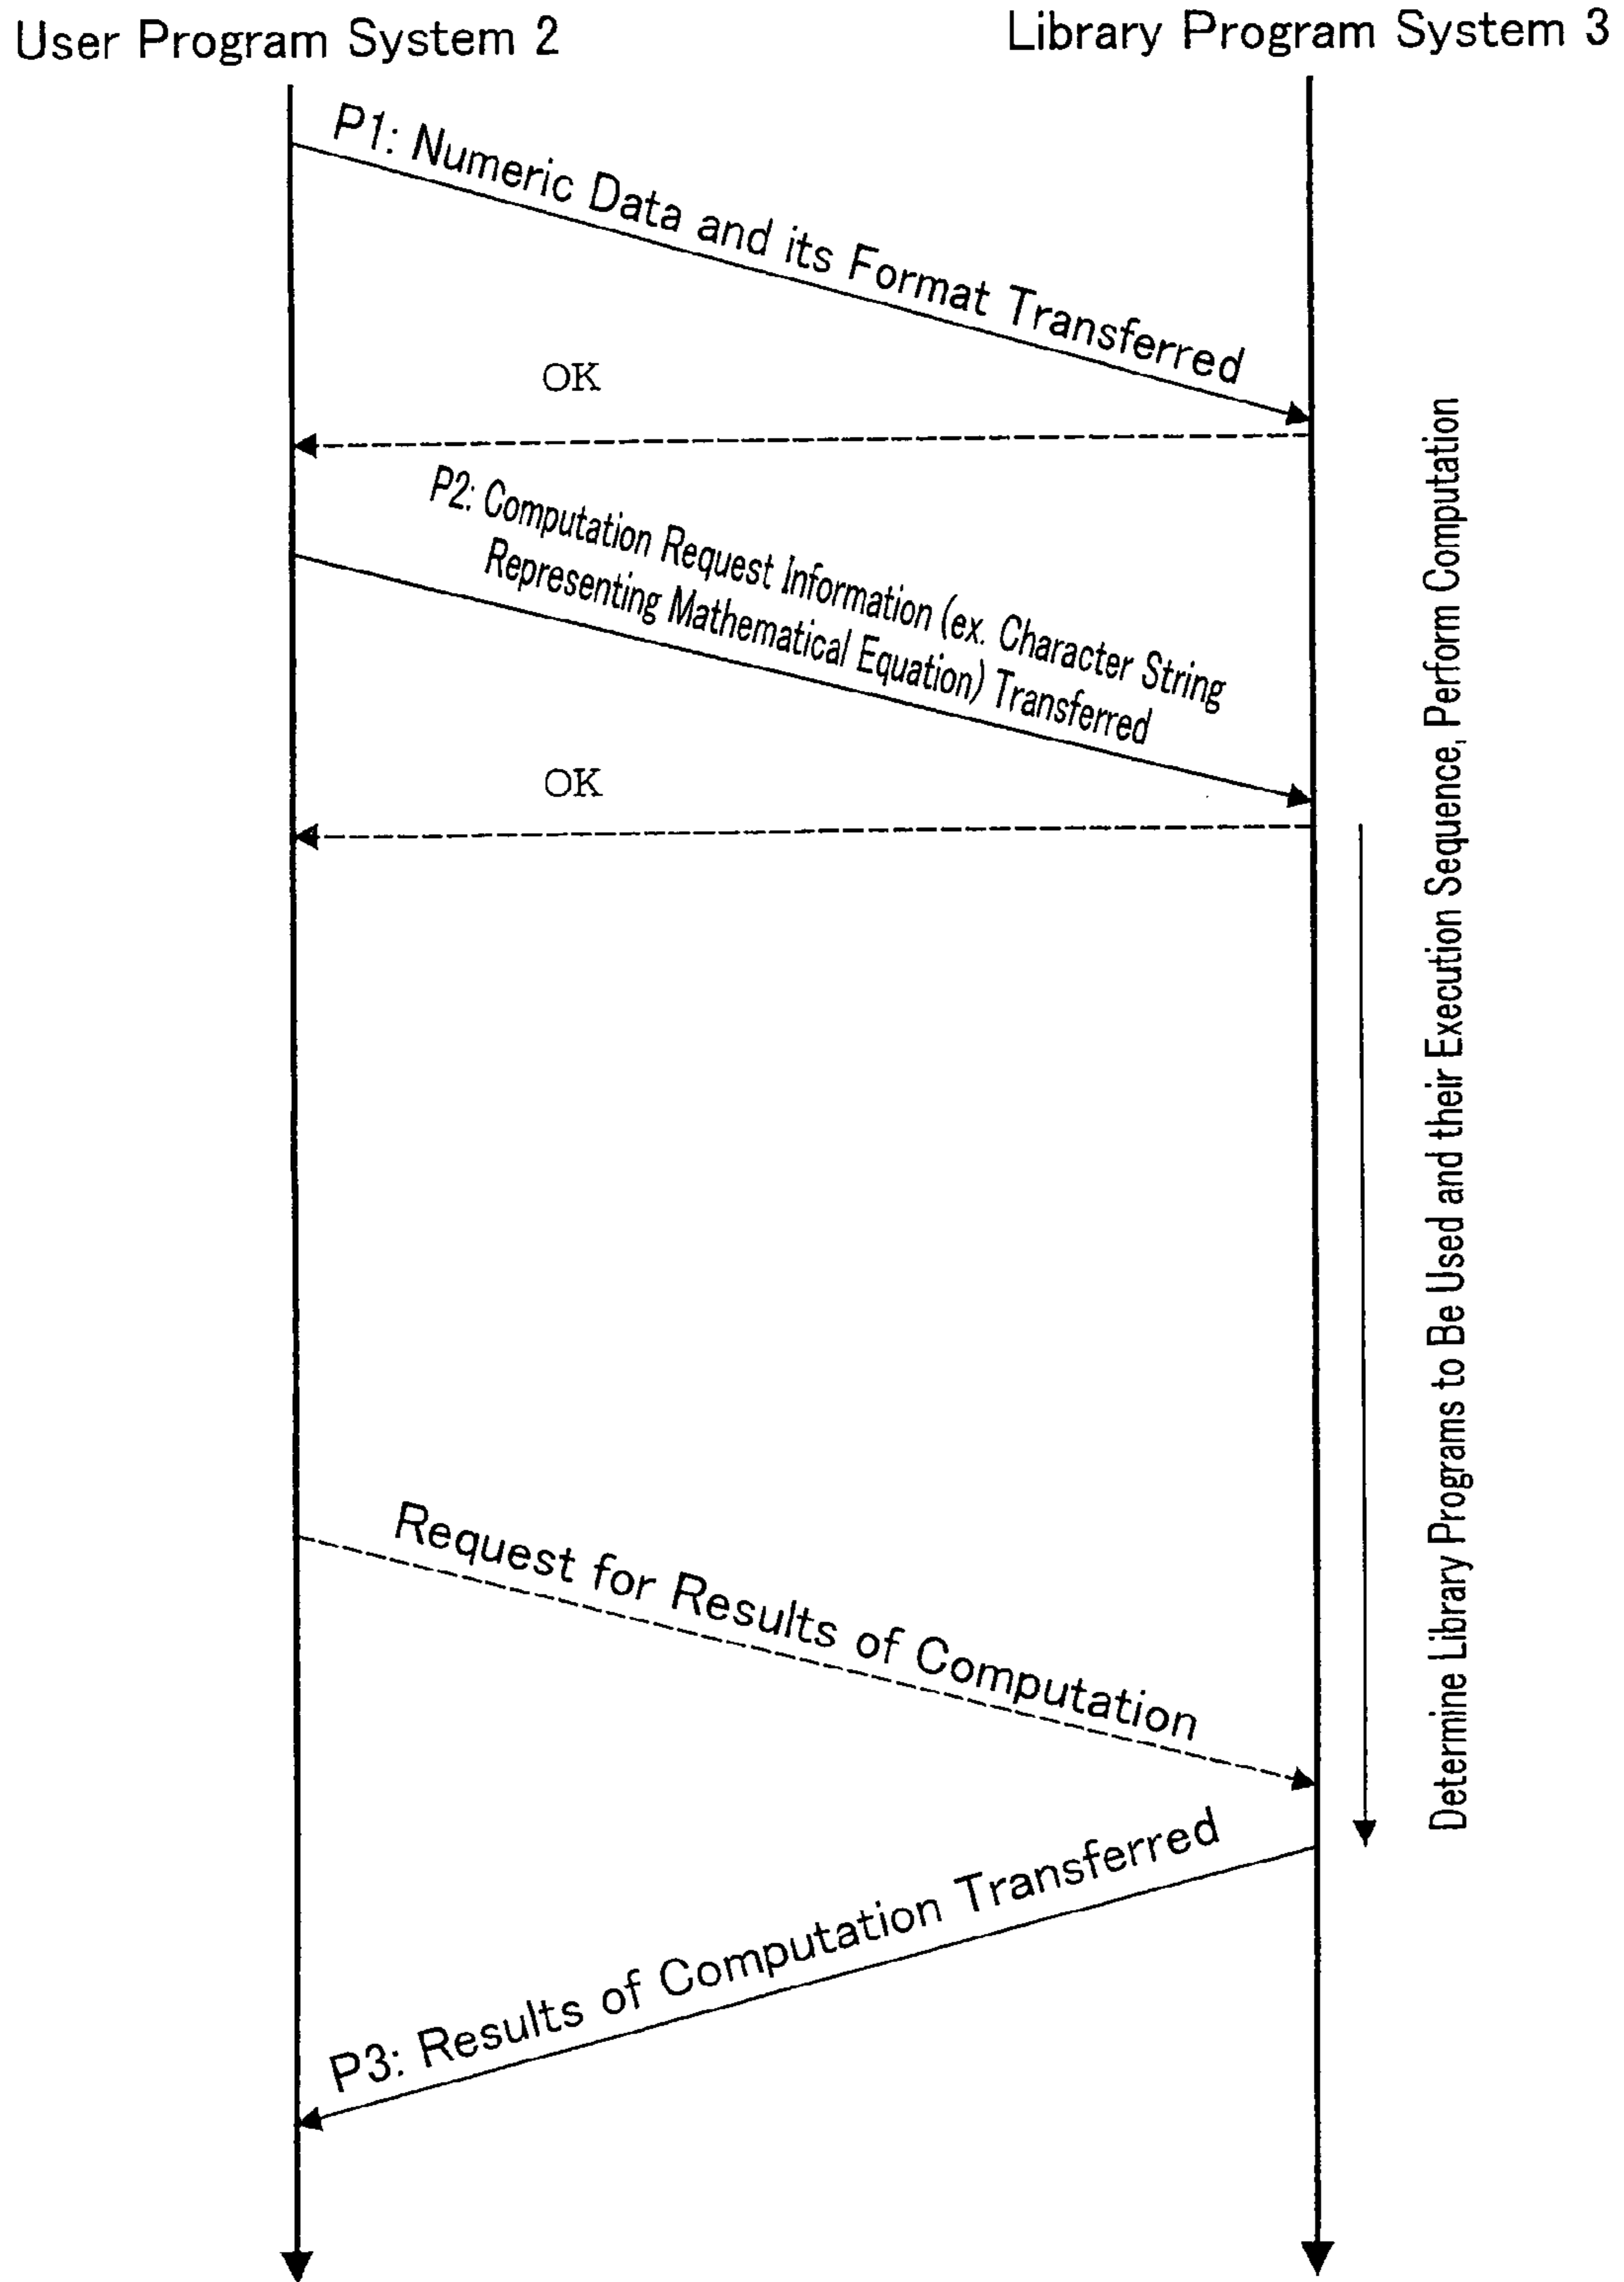 User Program System 2
Library Program System 3
P1: Numeric Data and its Format Transferred
OK
P2: Computation Request Information (ex. Character String
Representing Mathematical Equation) Transferred
OK
Determine Library Programs to Be Used and their Execution Sequence, Perform Computation
Request for Results of Computation
P3: Results of Computation Transferred